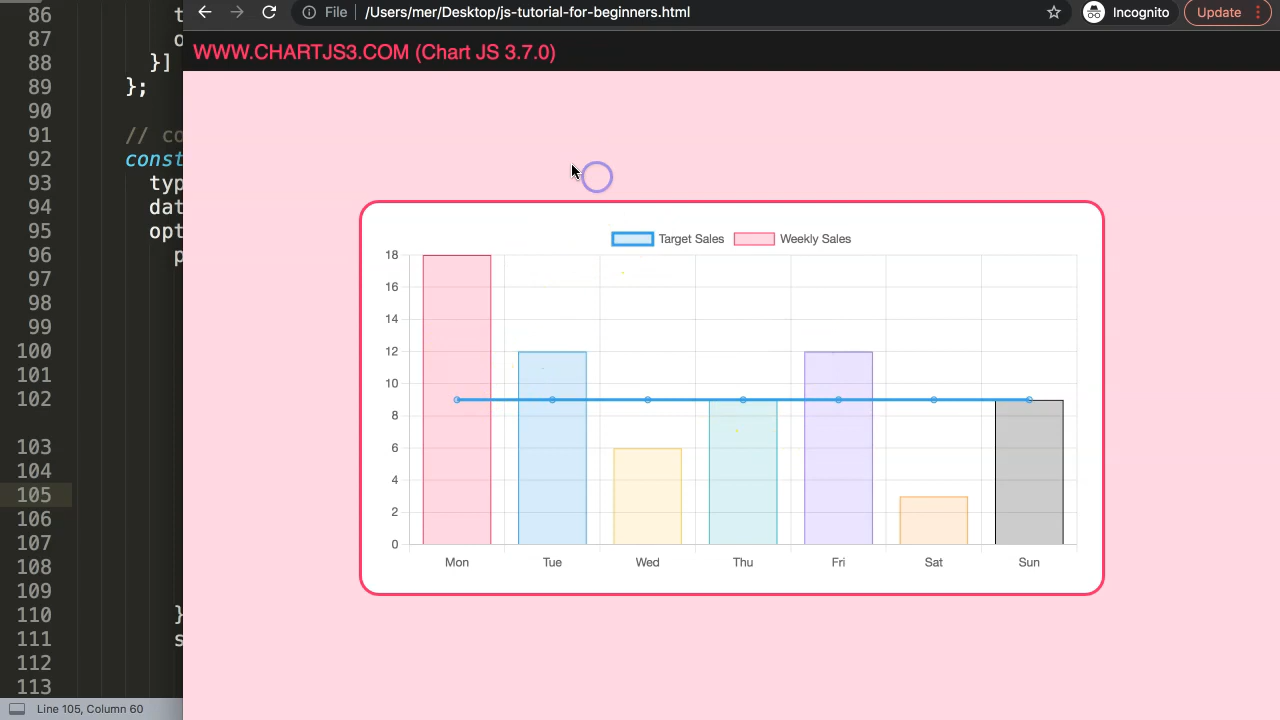 File /Users/mer/Desktop/js-tutorial-for-beginners.html Incognito Update
WWW.CHARTJS3.COM (Chart JS 3.7.0)
86 t
87 o
88 }]
89 };
90
91 // co
92 const
93 typ
94 dat
95 opt
96 p
97
98
99
100
101
102
103
104
105
106
107
108
109
110 }
111 s
112
113
Target Sales Weekly Sales
18
16
14
12
10
8
6
4
2
0
Mon Tue Wed Thu Fri Sat Sun
Line 105, Column 60